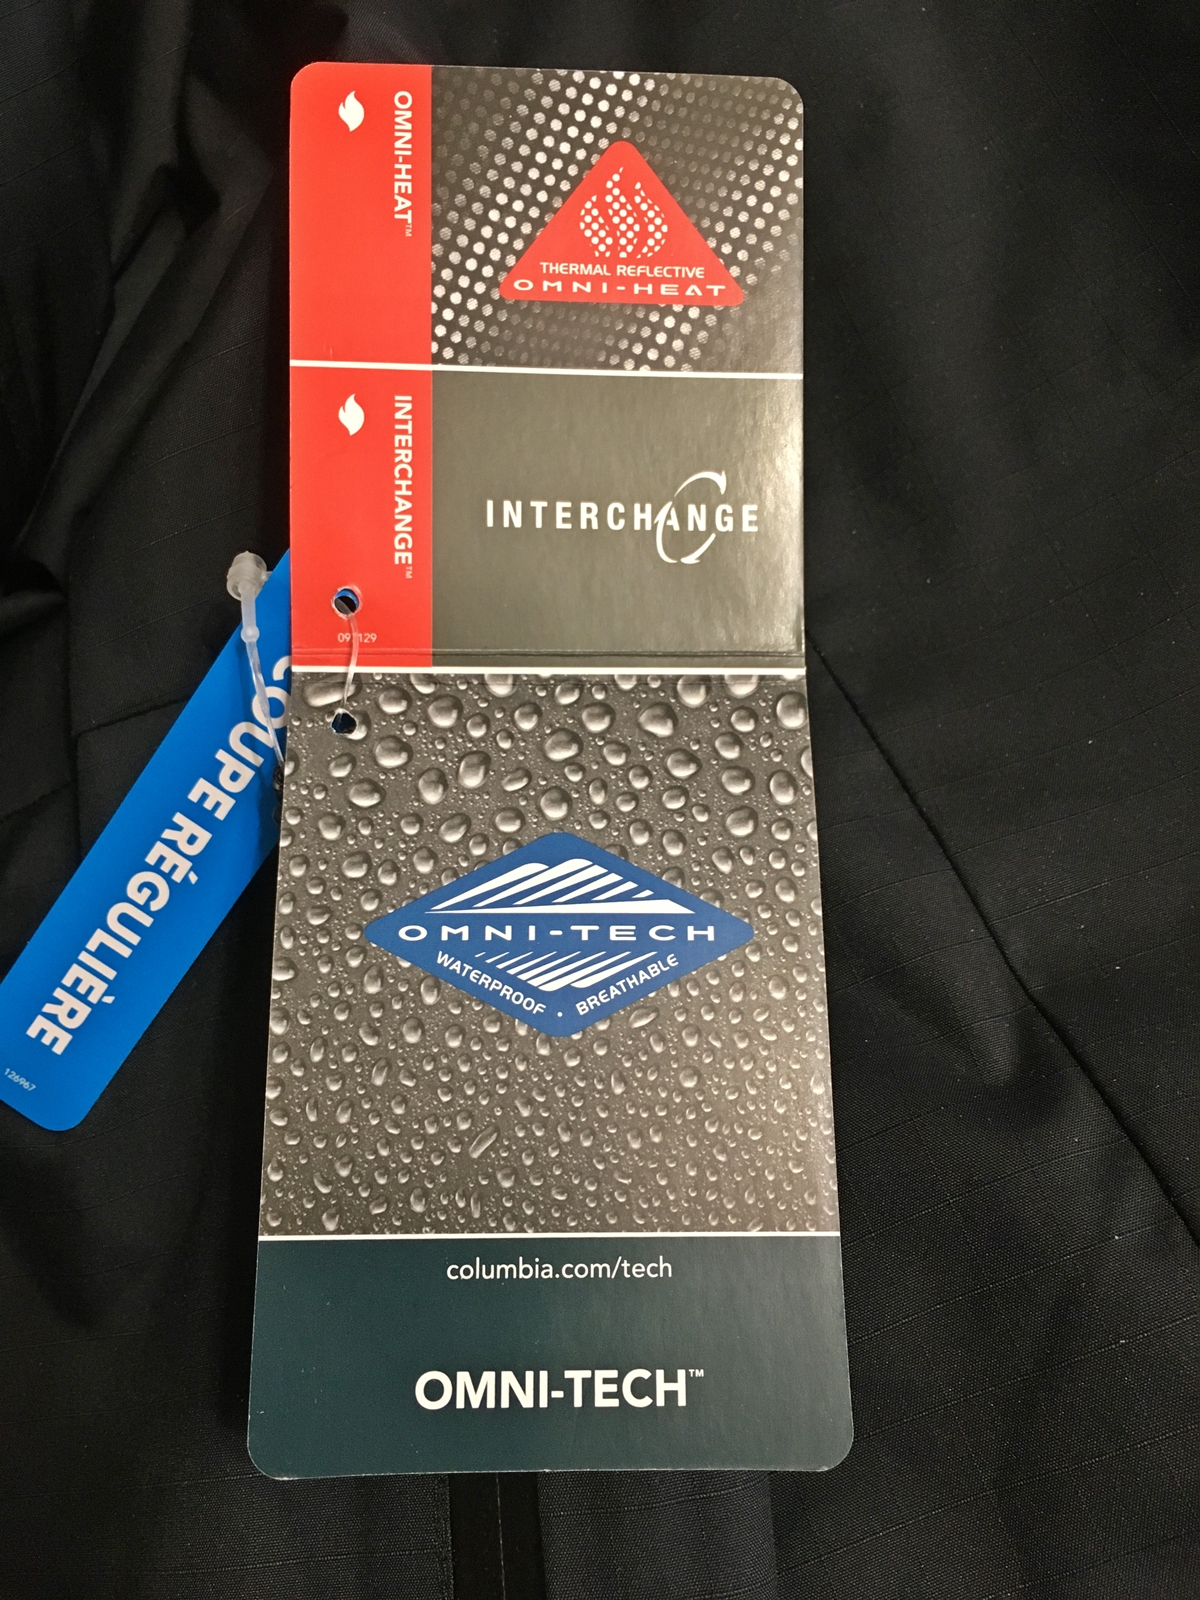 OMNI-HEAT™
THERMAL REFLECTIVE
OMNI-HEAT
INTERCHANGE™
INTERCHANGE
COUPE RÉGULIÈRE
126967
OMNI-TECH
WATERPROOF · BREATHABLE
columbia.com/tech
OMNI-TECH™